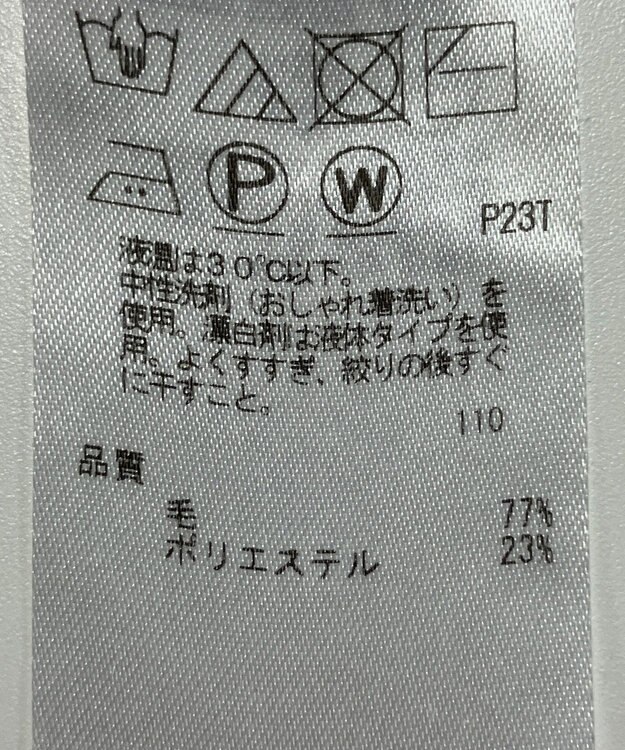 P W
P23T
液温は30℃以下。
中性洗剤（おしゃれ着洗い）を
使用。漂白剤は液体タイプを使
用。よくすすぎ、絞りの後すぐ
に干すこと。
110
品質
毛 77%
ポリエステル 23%